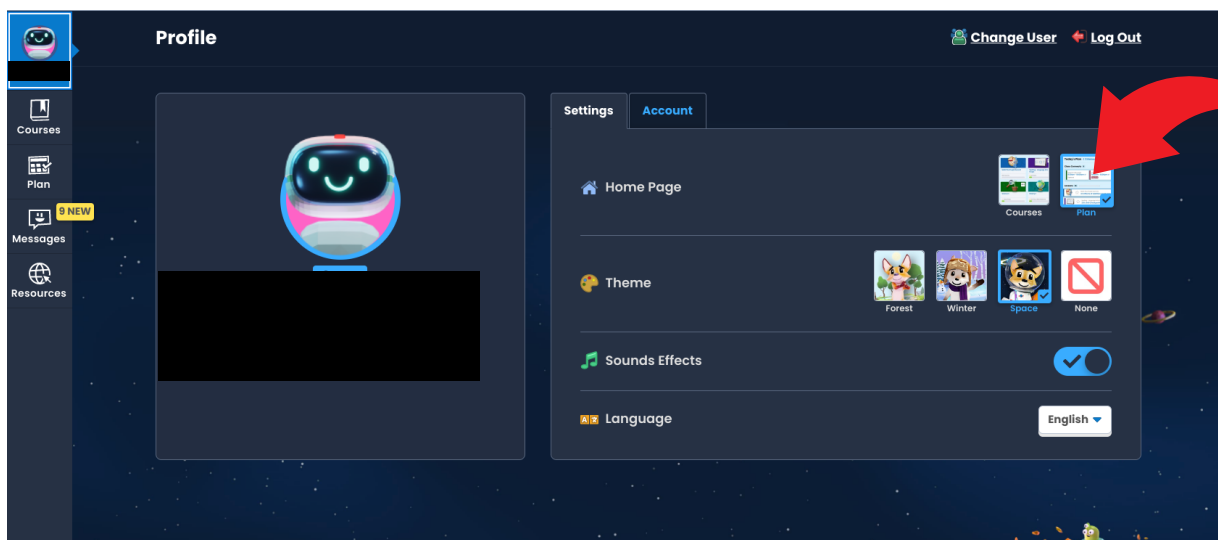 Profile
Change User
Log Out
Courses
Plan
9 NEW
Messages
Resources
Settings
Account
Home Page
Courses
Plan
Theme
Forest
Winter
Space
None
Sounds Effects
Language
English